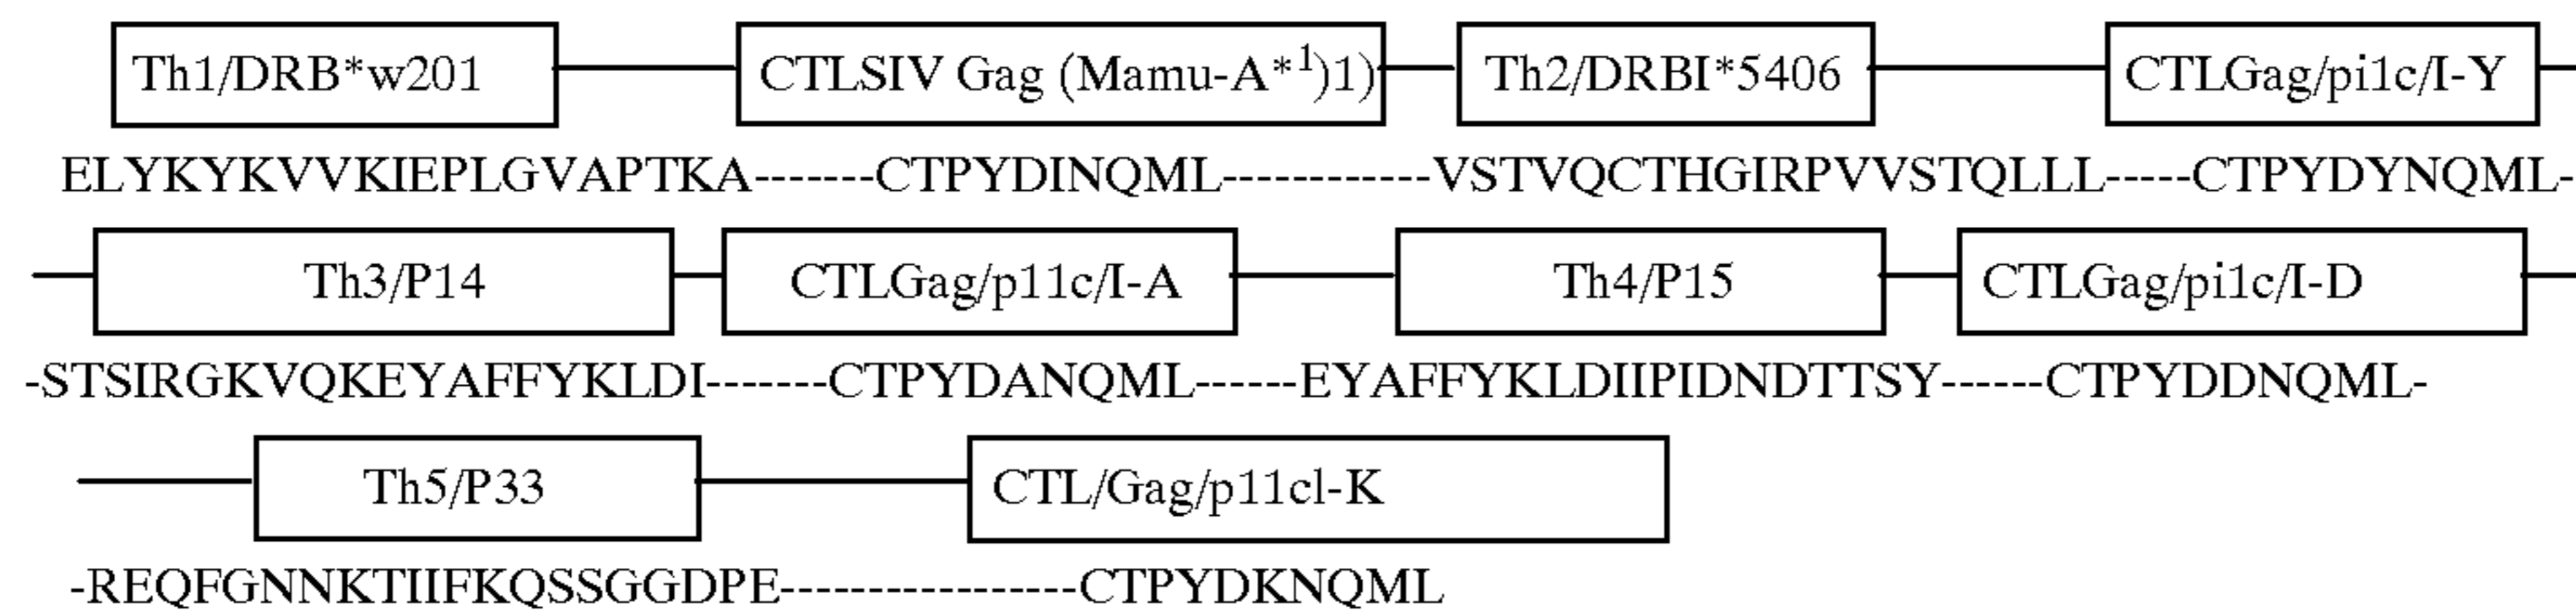 Th1/DRB*w201 CTLSIV Gag (Mamu-A*1)1) Th2/DRBI*5406 CTLGag/pi1c/I-Y
ELYKYKVVKIEPLGVAPTKA-------CTPYDINQML------------VSTVQCTHGIRPVVSTQLLL-----CTPYDYNQML-
Th3/P14 CTLGag/p11c/I-A Th4/P15 CTLGag/pi1c/I-D
-STSIRGKVQKEYAFFYKLDI-------CTPYDANQML------EYAFFYKLDIIPIDNDTTSY------CTPYDDNQML-
Th5/P33 CTL/Gag/p11cl-K
-REQFGNNKTIIFKQSSGGDPE-----------------CTPYDKNQML